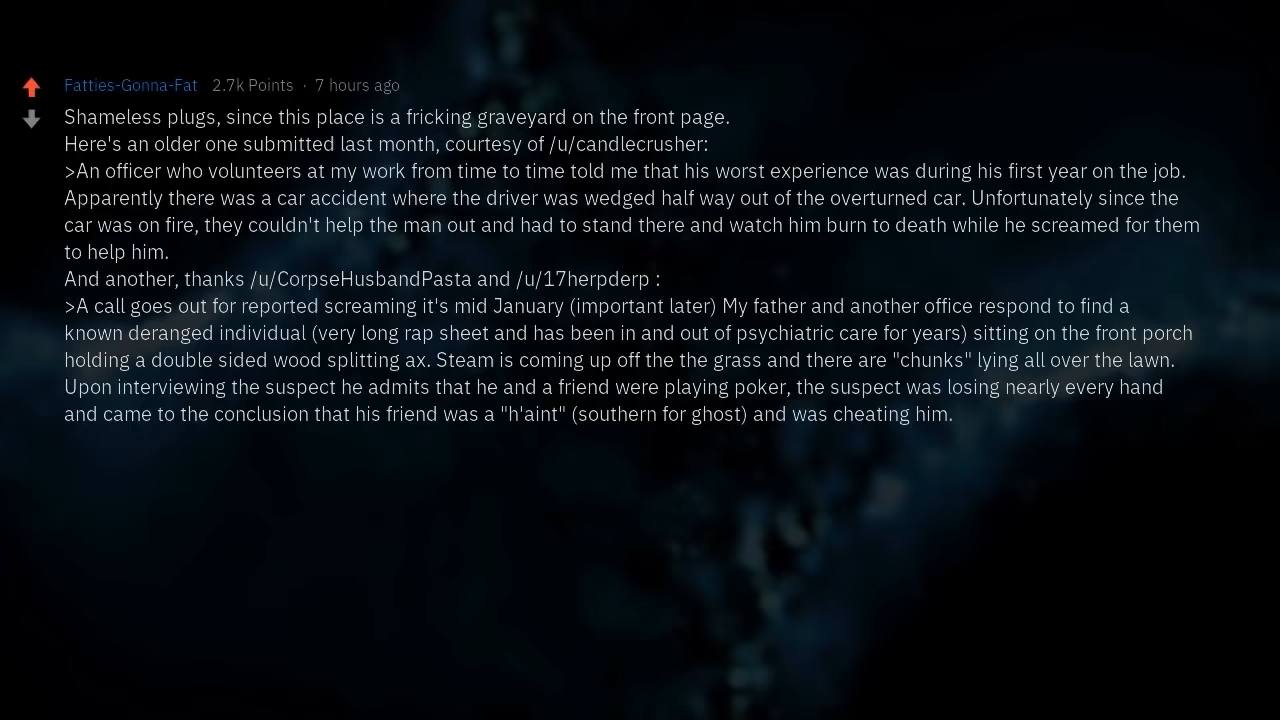 Fatties-Gonna-Fat 2.7k Points · 7 hours ago
Shameless plugs, since this place is a fricking graveyard on the front page.
Here's an older one submitted last month, courtesy of /u/candlecrusher:
>An officer who volunteers at my work from time to time told me that his worst experience was during his first year on the job.
Apparently there was a car accident where the driver was wedged half way out of the overturned car. Unfortunately since the
car was on fire, they couldn't help the man out and had to stand there and watch him burn to death while he screamed for them
to help him.
And another, thanks /u/CorpseHusbandPasta and /u/17herpderp :
>A call goes out for reported screaming it's mid January (important later) My father and another office respond to find a
known deranged individual (very long rap sheet and has been in and out of psychiatric care for years) sitting on the front porch
holding a double sided wood splitting ax. Steam is coming up off the the grass and there are "chunks" lying all over the lawn.
Upon interviewing the suspect he admits that he and a friend were playing poker, the suspect was losing nearly every hand
and came to the conclusion that his friend was a "h'aint" (southern for ghost) and was cheating him.